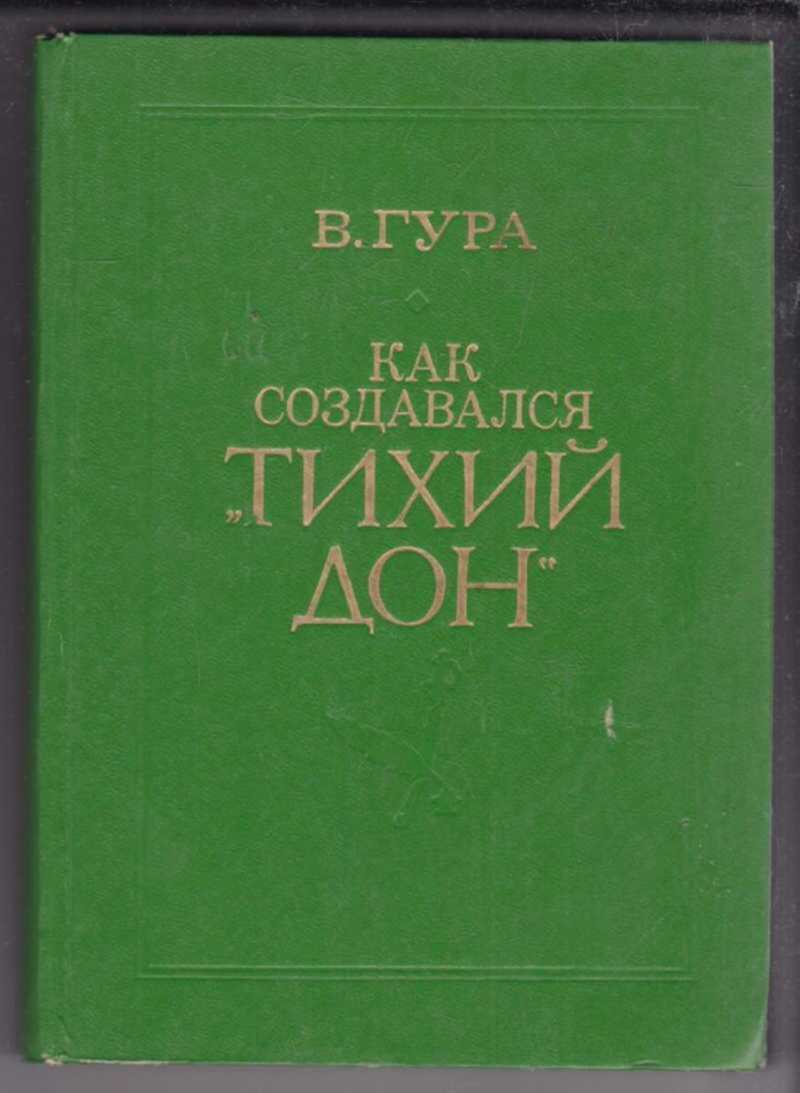 В. ГУРА
КАК
СОЗДАВАЛСЯ
„ТИХИЙ
ДОН“